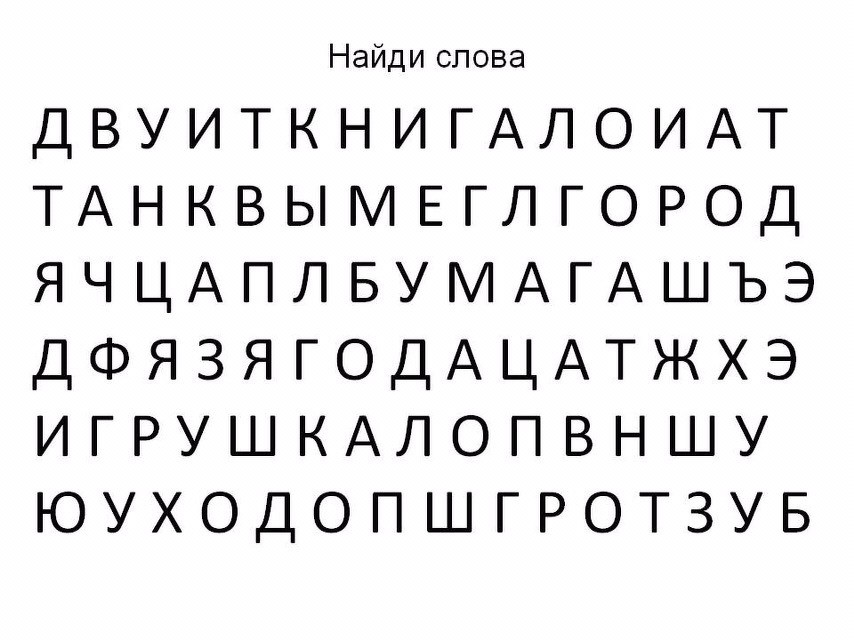 Найди слова
Д В У И Т К Н И Г А Л О И А Т
Т А Н К В Ы М Е Г Л Г О Р О Д
Я Ч Ц А П Л Б У М А Г А Ш Ъ Э
Д Ф Я З Я Г О Д А Ц А Т Ж Х Э
И Г Р У Ш К А Л О П В Н Ш У
Ю У Х О Д О П Ш Г Р О Т З У Б